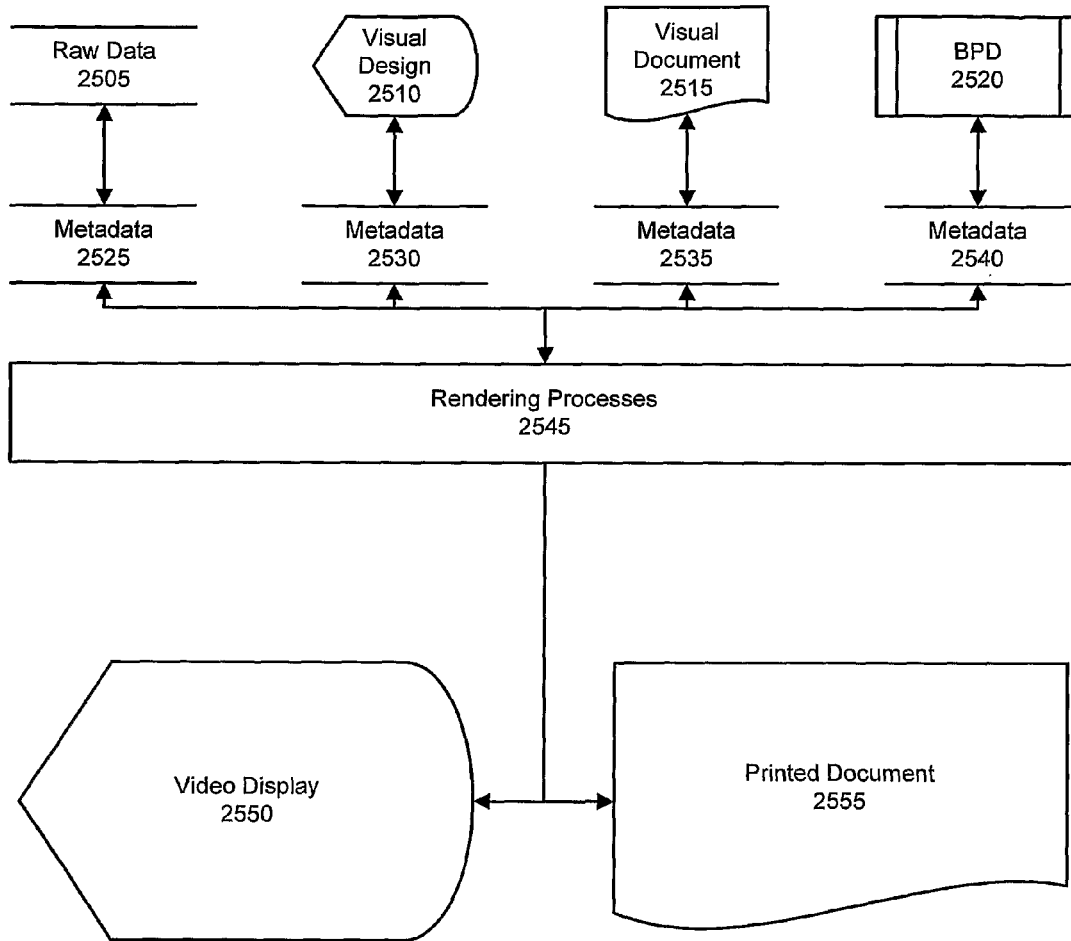 Raw Data
2505
Visual
Design
2510
Visual
Document
2515
BPD
2520
Metadata
2525
Metadata
2530
Metadata
2535
Metadata
2540
Rendering Processes
2545
Video Display
2550
Printed Document
2555